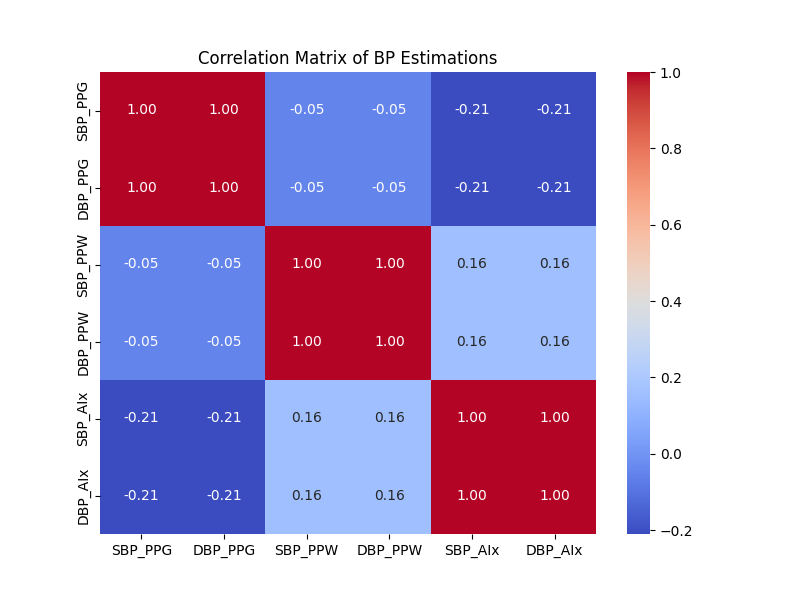 Correlation Matrix of BP Estimations
SBP_PPG 1.00 1.00 -0.05 -0.05 -0.21 -0.21
DBP_PPG 1.00 1.00 -0.05 -0.05 -0.21 -0.21
SBP_PPW -0.05 -0.05 1.00 1.00 0.16 0.16
DBP_PPW -0.05 -0.05 1.00 1.00 0.16 0.16
SBP_AIx -0.21 -0.21 0.16 0.16 1.00 1.00
DBP_AIx -0.21 -0.21 0.16 0.16 1.00 1.00
SBP_PPG DBP_PPG SBP_PPW DBP_PPW SBP_AIx DBP_AIx
1.0
0.8
0.6
0.4
0.2
0.0
−0.2